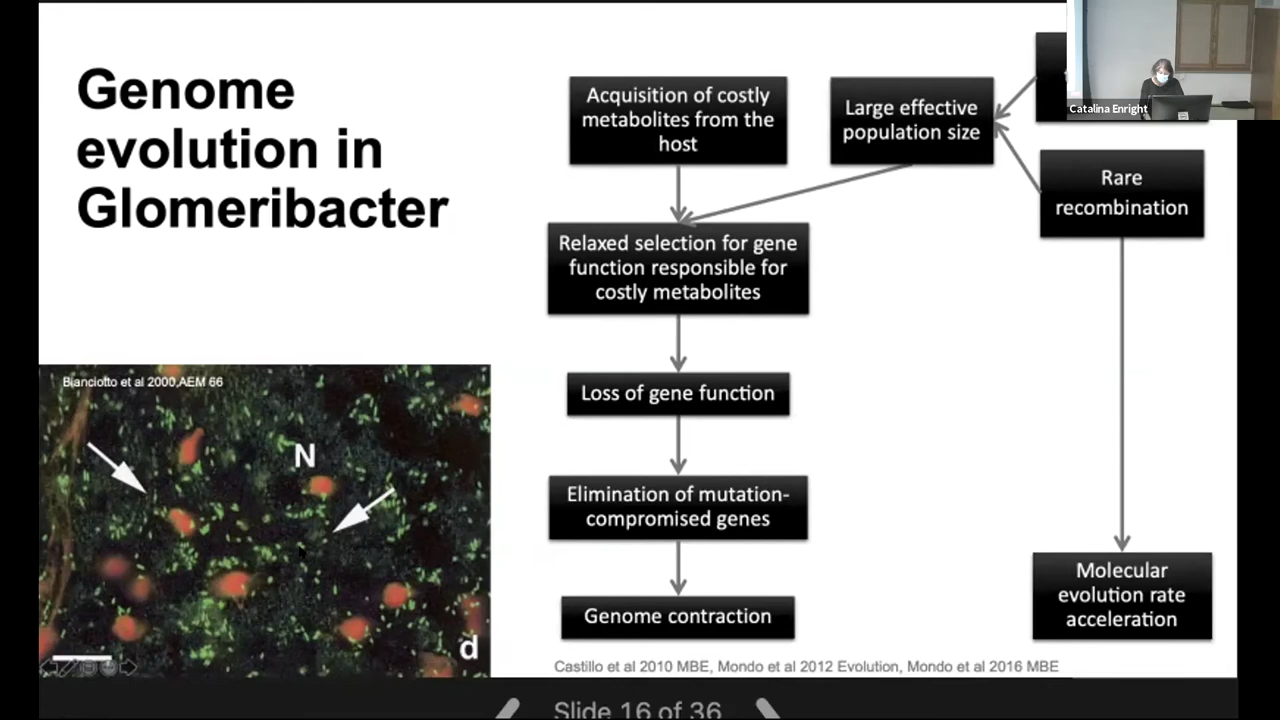 Genome
evolution in
Glomeribacter
Acquisition of costly
metabolites from the
host
Large effective
population size
Rare
recombination
Relaxed selection for gene
function responsible for
costly metabolites
Loss of gene function
Elimination of mutation-
compromised genes
Genome contraction
Molecular
evolution rate
acceleration
Catalina Enright
Bianciotto et al 2000,AEM 66
N
d
Castillo et al 2010 MBE, Mondo et al 2012 Evolution, Mondo et al 2016 MBE
Slide 16 of 36